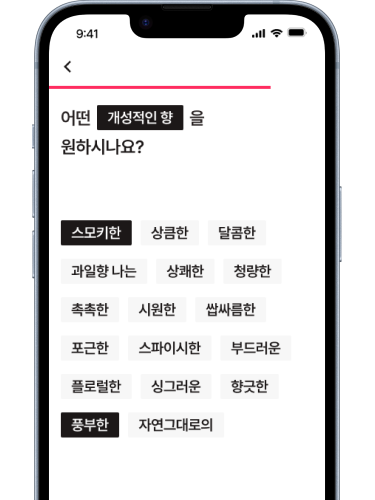 9:41
어떤 개성적인 향 을
원하시나요?
스모키한 상큼한 달콤한
과일향 나는 상쾌한 청량한
촉촉한 시원한 쌉싸름한
포근한 스파이시한 부드러운
플로럴한 싱그러운 향긋한
풍부한 자연그대로의